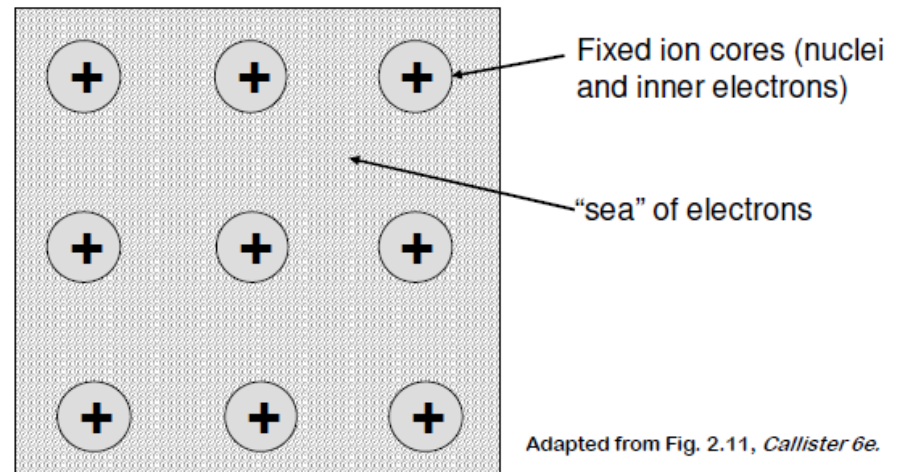 + + +
Fixed ion cores (nuclei
and inner electrons)
“sea” of electrons
+ + +
+ + +
Adapted from Fig. 2.11, Callister 6e.